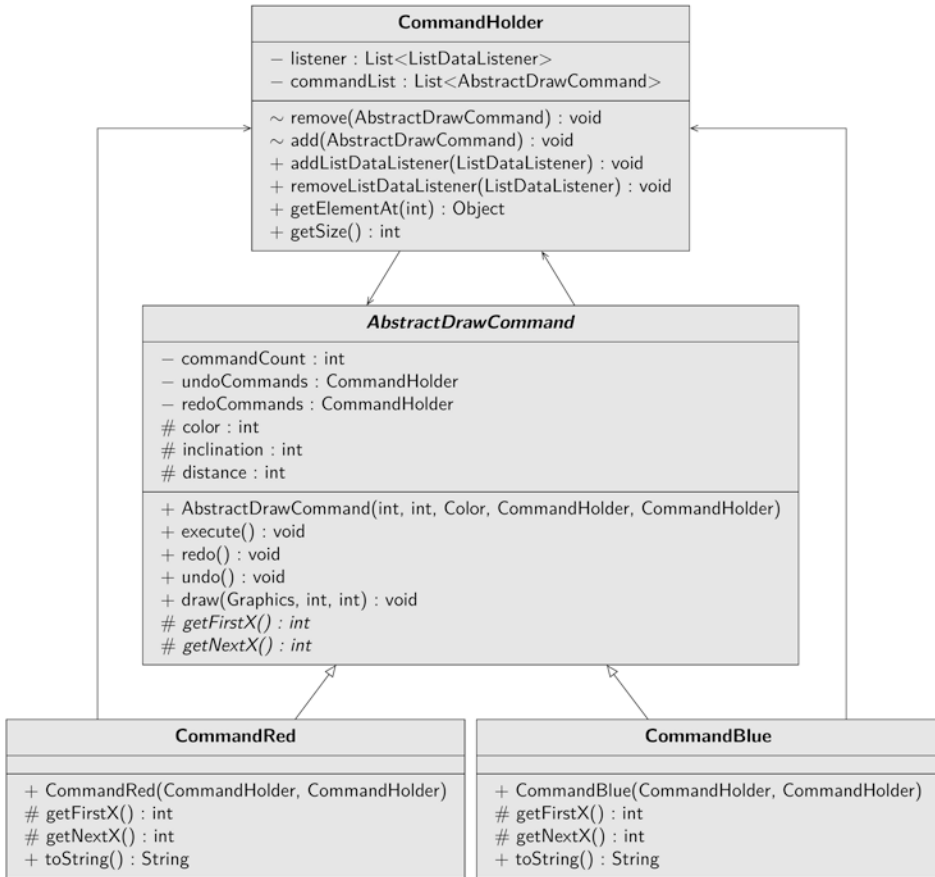 CommandHolder
− listener : List<ListDataListener>
− commandList : List<AbstractDrawCommand>
~ remove(AbstractDrawCommand) : void
~ add(AbstractDrawCommand) : void
+ addListDataListener(ListDataListener) : void
+ removeListDataListener(ListDataListener) : void
+ getElementAt(int) : Object
+ getSize() : int
AbstractDrawCommand
− commandCount : int
− undoCommands : CommandHolder
− redoCommands : CommandHolder
# color : int
# inclination : int
# distance : int
+ AbstractDrawCommand(int, int, Color, CommandHolder, CommandHolder)
+ execute() : void
+ redo() : void
+ undo() : void
+ draw(Graphics, int, int) : void
# getFirstX() : int
# getNextX() : int
CommandRed
+ CommandRed(CommandHolder, CommandHolder)
# getFirstX() : int
# getNextX() : int
+ toString() : String
CommandBlue
+ CommandBlue(CommandHolder, CommandHolder)
# getFirstX() : int
# getNextX() : int
+ toString() : String